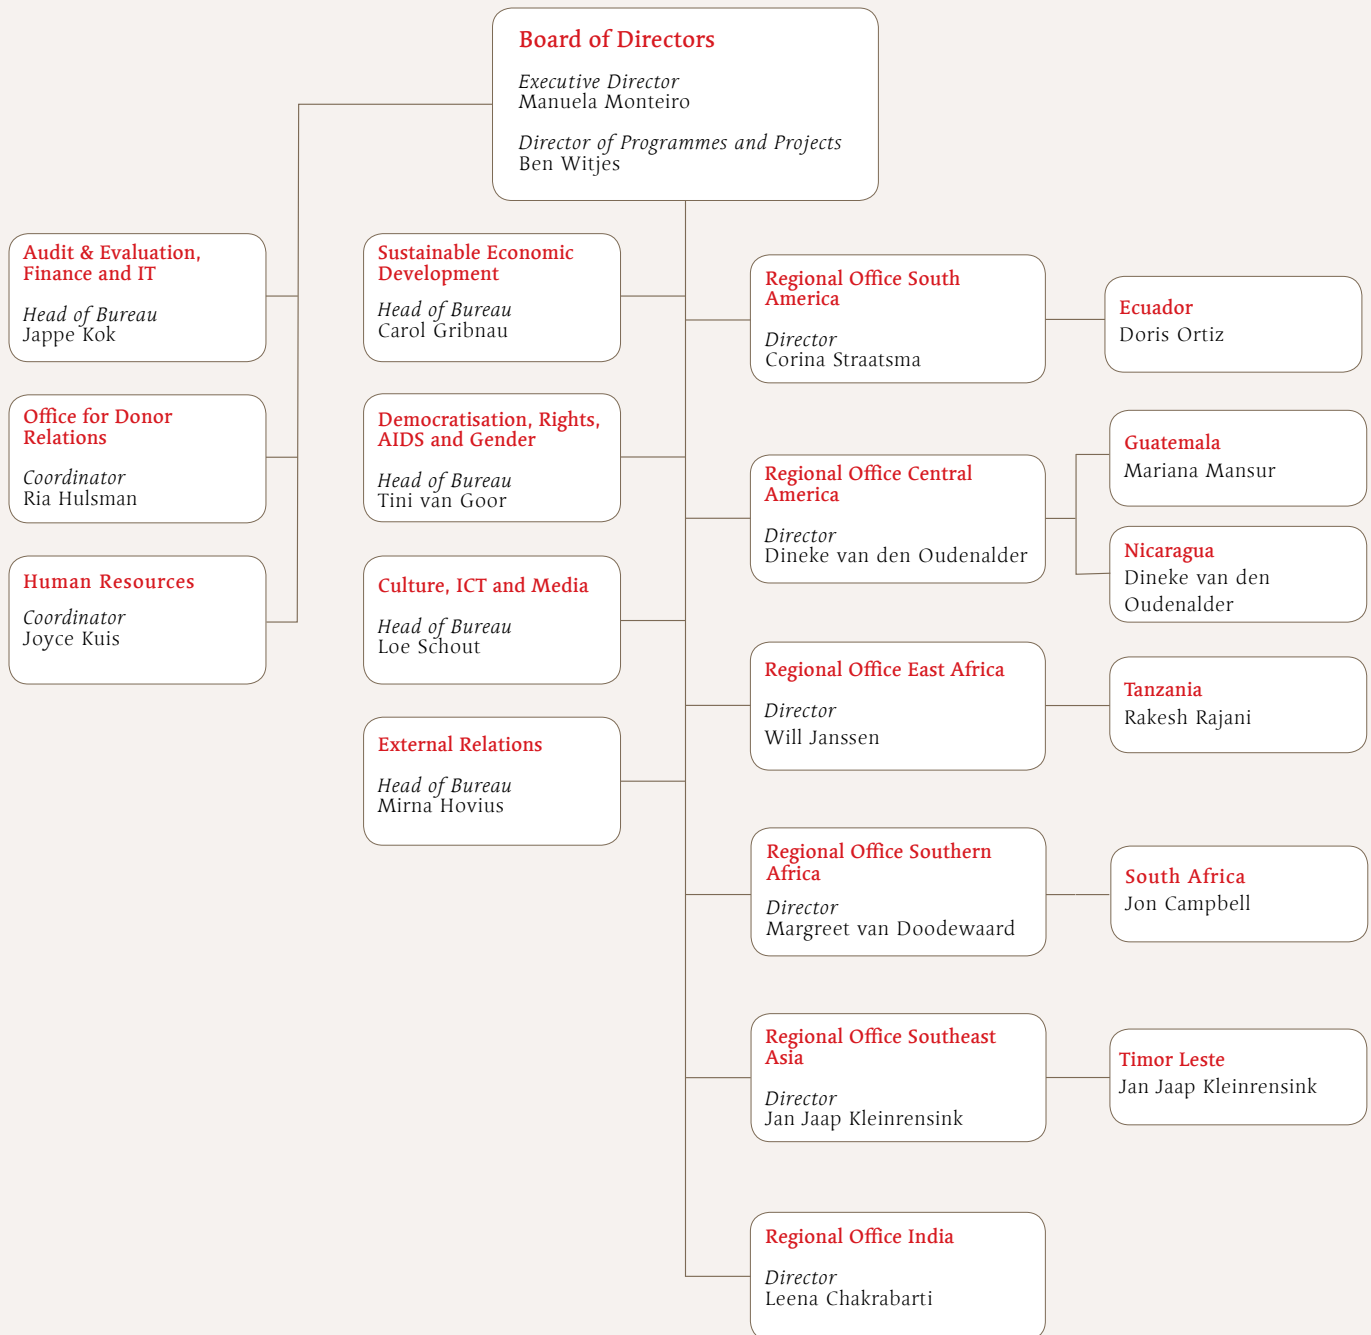 Board of Directors
Executive Director
Manuela Monteiro
Director of Programmes and Projects
Ben Witjes
Audit & Evaluation,
Finance and IT
Head of Bureau
Jappe Kok
Office for Donor
Relations
Coordinator
Ria Hulsman
Human Resources
Coordinator
Joyce Kuis
Sustainable Economic
Development
Head of Bureau
Carol Gribnau
Democratisation, Rights,
AIDS and Gender
Head of Bureau
Tini van Goor
Culture, ICT and Media
Head of Bureau
Loe Schout
External Relations
Head of Bureau
Mirna Hovius
Regional Office South
America
Director
Corina Straatsma
Ecuador
Doris Ortiz
Regional Office Central
America
Director
Dineke van den Oudenalder
Guatemala
Mariana Mansur
Nicaragua
Dineke van den
Oudenalder
Regional Office East Africa
Director
Will Janssen
Tanzania
Rakesh Rajani
Regional Office Southern
Africa
Director
Margreet van Doodewaard
South Africa
Jon Campbell
Regional Office Southeast
Asia
Director
Jan Jaap Kleinrensink
Timor Leste
Jan Jaap Kleinrensink
Regional Office India
Director
Leena Chakrabarti